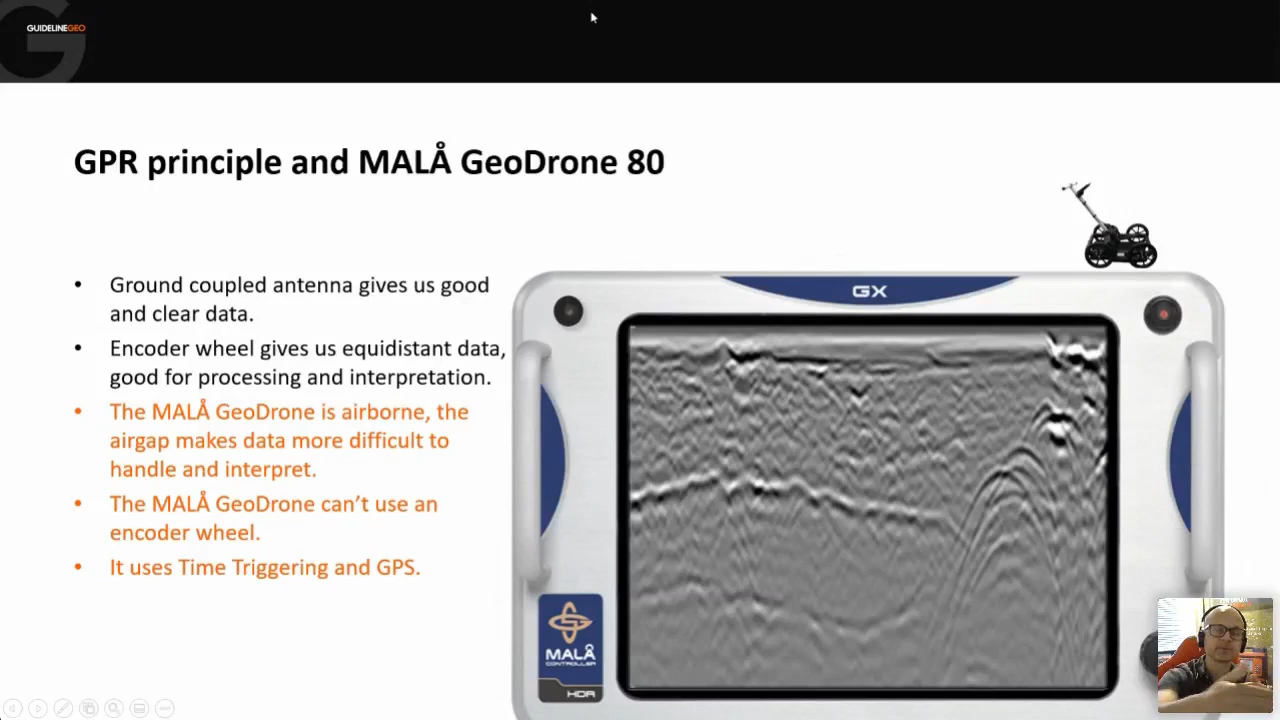 GUIDELINEGEO
GPR principle and MALÅ GeoDrone 80
• Ground coupled antenna gives us good
and clear data.
• Encoder wheel gives us equidistant data,
good for processing and interpretation.
• The MALÅ GeoDrone is airborne, the
airgap makes data more difficult to
handle and interpret.
• The MALÅ GeoDrone can’t use an
encoder wheel.
• It uses Time Triggering and GPS.
GX
MALÅ
CONTROLLER
HDR